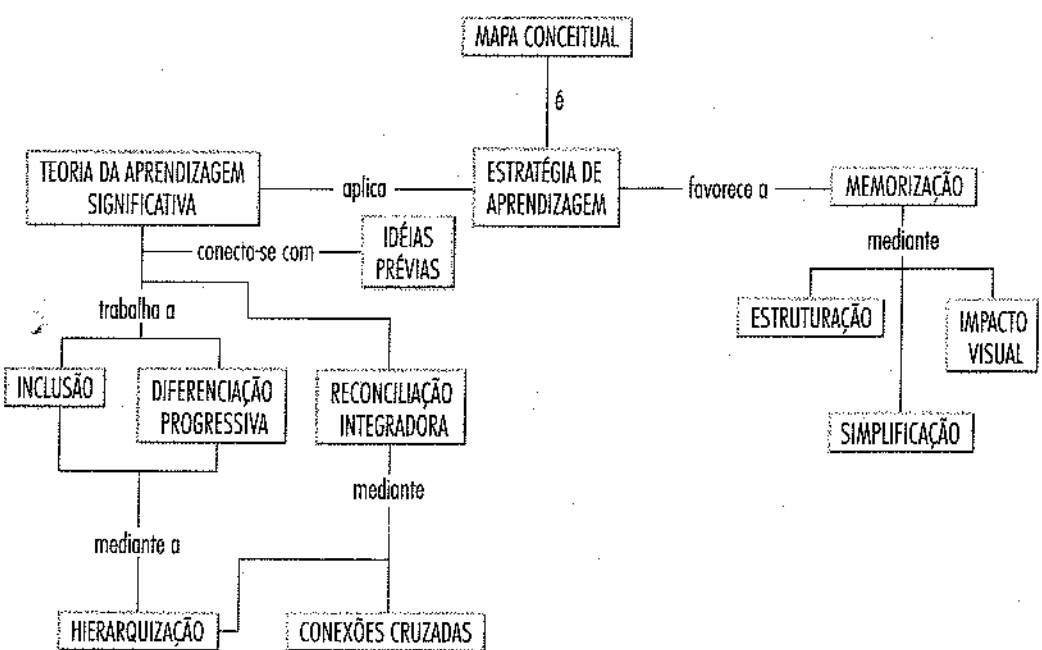 MAPA CONCEITUAL
é
TEORIA DA APRENDIZAGEM
SIGNIFICATIVA
aplica
ESTRATÉGIA DE
APRENDIZAGEM
favorece a
MEMORIZAÇÃO
conecta-se com
IDÉIAS
PRÉVIAS
mediante
trabalha a
ESTRUTURAÇÃO
IMPACTO
VISUAL
INCLUSÃO
DIFERENCIAÇÃO
PROGRESSIVA
RECONCILIAÇÃO
INTEGRADORA
SIMPLIFICAÇÃO
mediante
mediante a
HIERARQUIZAÇÃO
CONEXÕES CRUZADAS